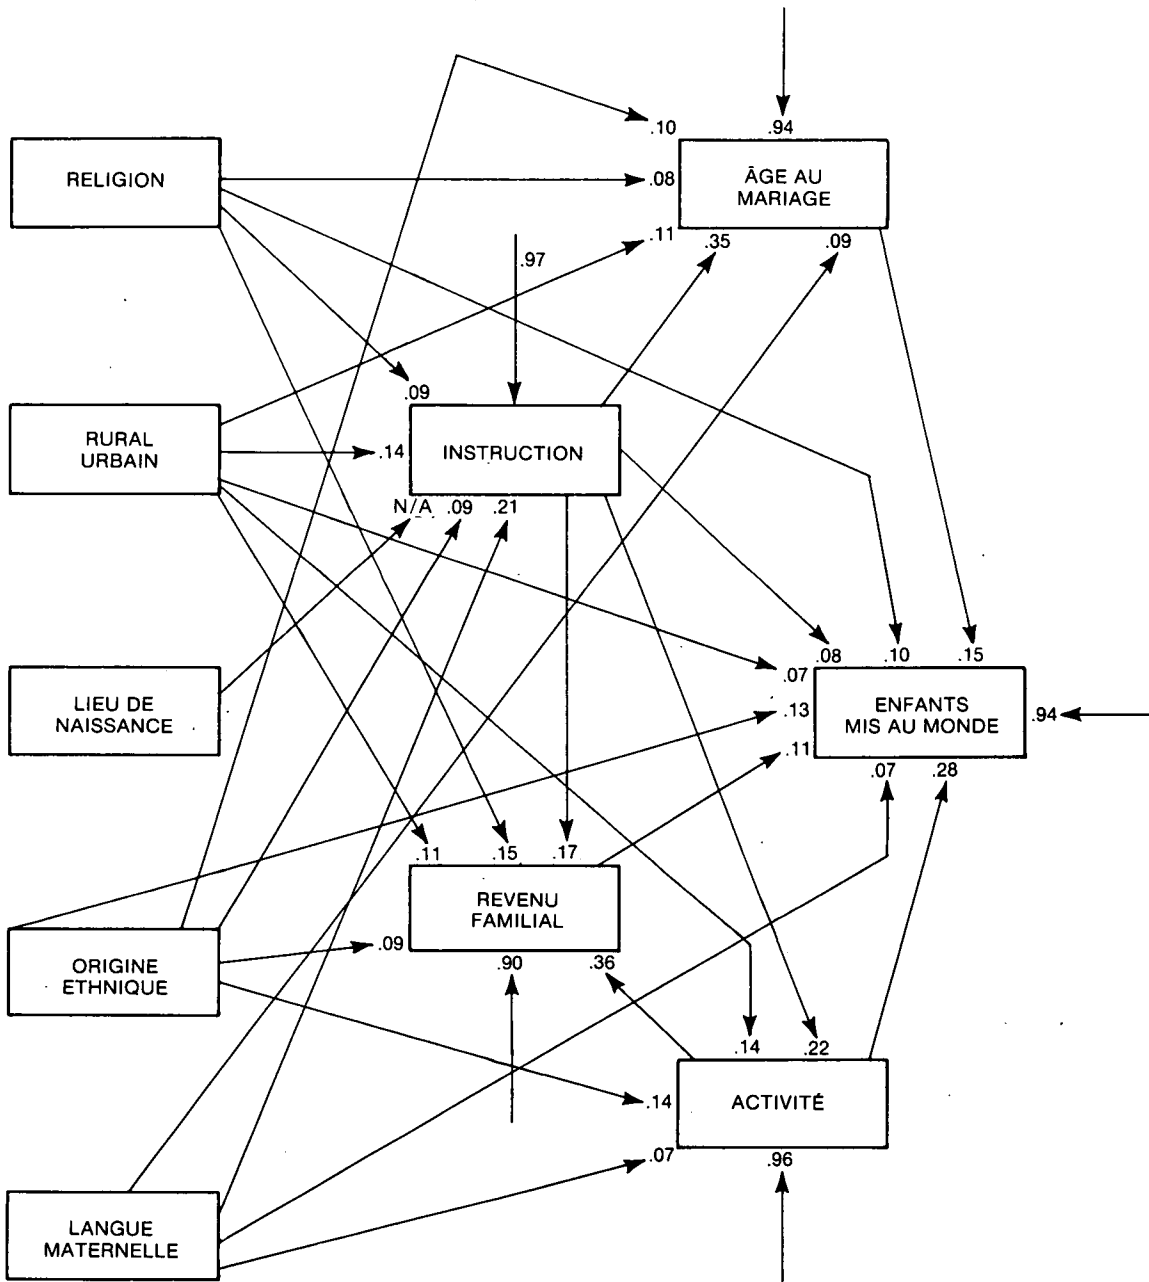 .10
.94
RELIGION
.08
ÂGE AU
MARIAGE
.11
.35
.09
.97
.09
RURAL
URBAIN
.14
INSTRUCTION
N/A
.09
.21
LIEU DE
NAISSANCE
.08
.10
.15
.07
.13
ENFANTS
MIS AU MONDE
.94
.11
.07
.28
.11
.15
.17
REVENU
FAMILIAL
ORIGINE
ETHNIQUE
.09
.90
.36
.14
.22
.14
ACTIVITÉ
.07
.96
LANGUE
MATERNELLE